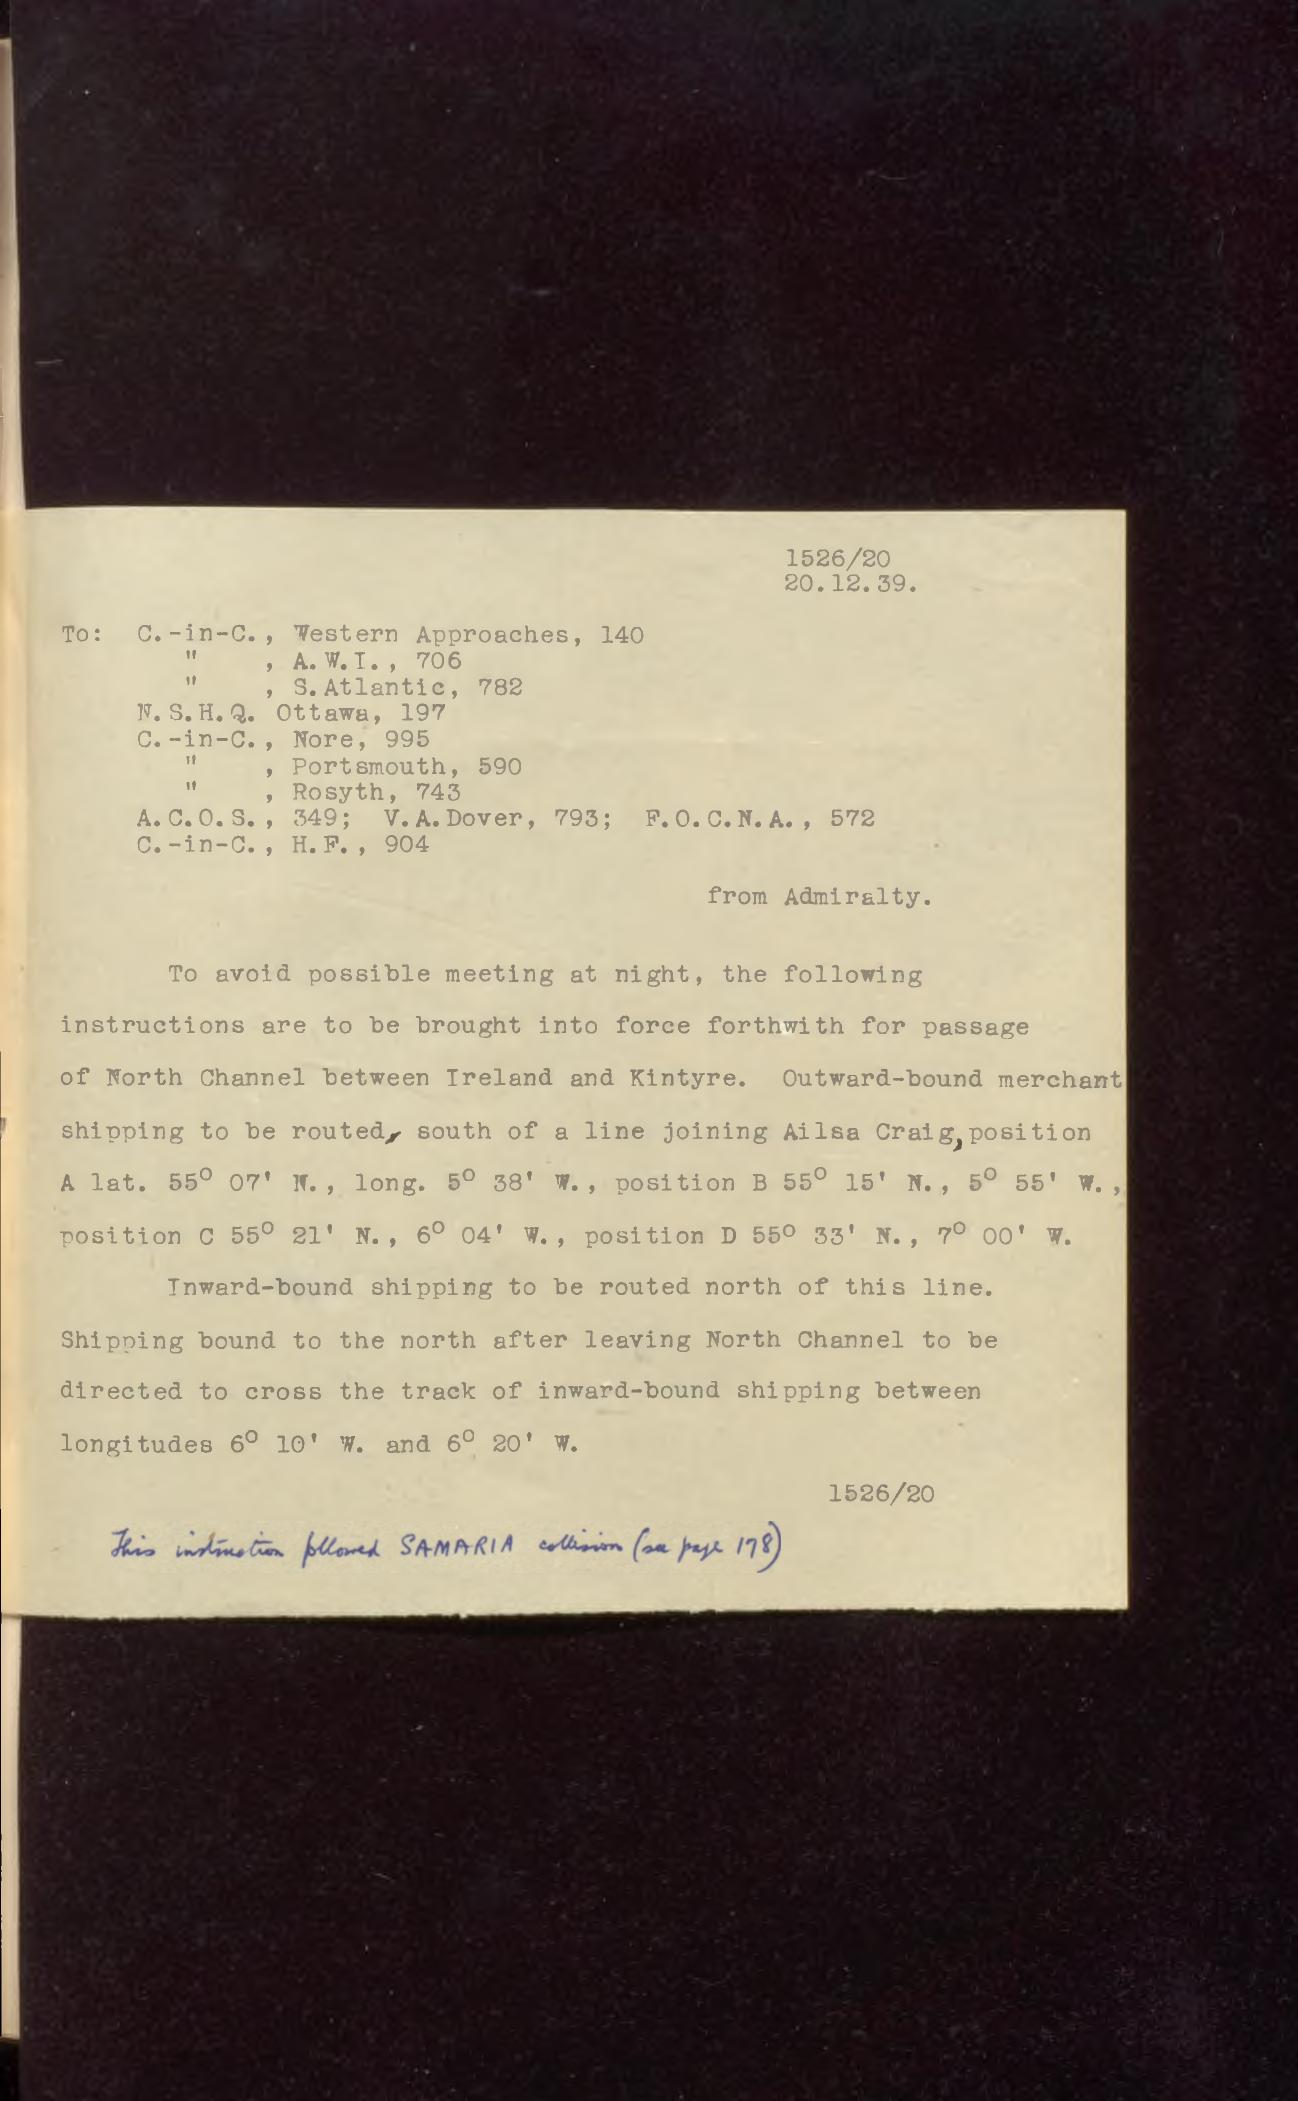 1526/20
20.12.39.
To: C.-in-C., Western Approaches, 140
" , A.W.I., 706
" , S.Atlantic, 782
N.S.H.Q. Ottawa, 197
C.-in-C., Nore, 995
" , Portsmouth, 590
" , Rosyth, 743
A.C.O.S., 349; V.A.Dover, 793; F.O.C.N.A., 572
C.-in-C., H.F., 904
from Admiralty.
To avoid possible meeting at night, the following
instructions are to be brought into force forthwith for passage
of North Channel between Ireland and Kintyre. Outward-bound merchant
shipping to be routed, south of a line joining Ailsa Craig, position
A lat. 55° 07' N., long. 5° 38' W., position B 55° 15' N., 5° 55' W.,
position C 55° 21' N., 6° 04' W., position D 55° 33' N., 7° 00' W.
Inward-bound shipping to be routed north of this line.
Shipping bound to the north after leaving North Channel to be
directed to cross the track of inward-bound shipping between
longitudes 6° 10' W. and 6° 20' W.
1526/20
This instruction followed SAMARIA collision (see page 178)